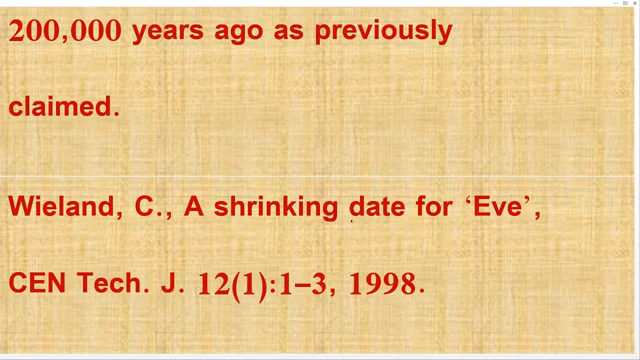 200,000 years ago as previously
claimed.
Wieland, C., A shrinking date for ‘Eve’,
CEN Tech. J. 12(1):1–3, 1998.